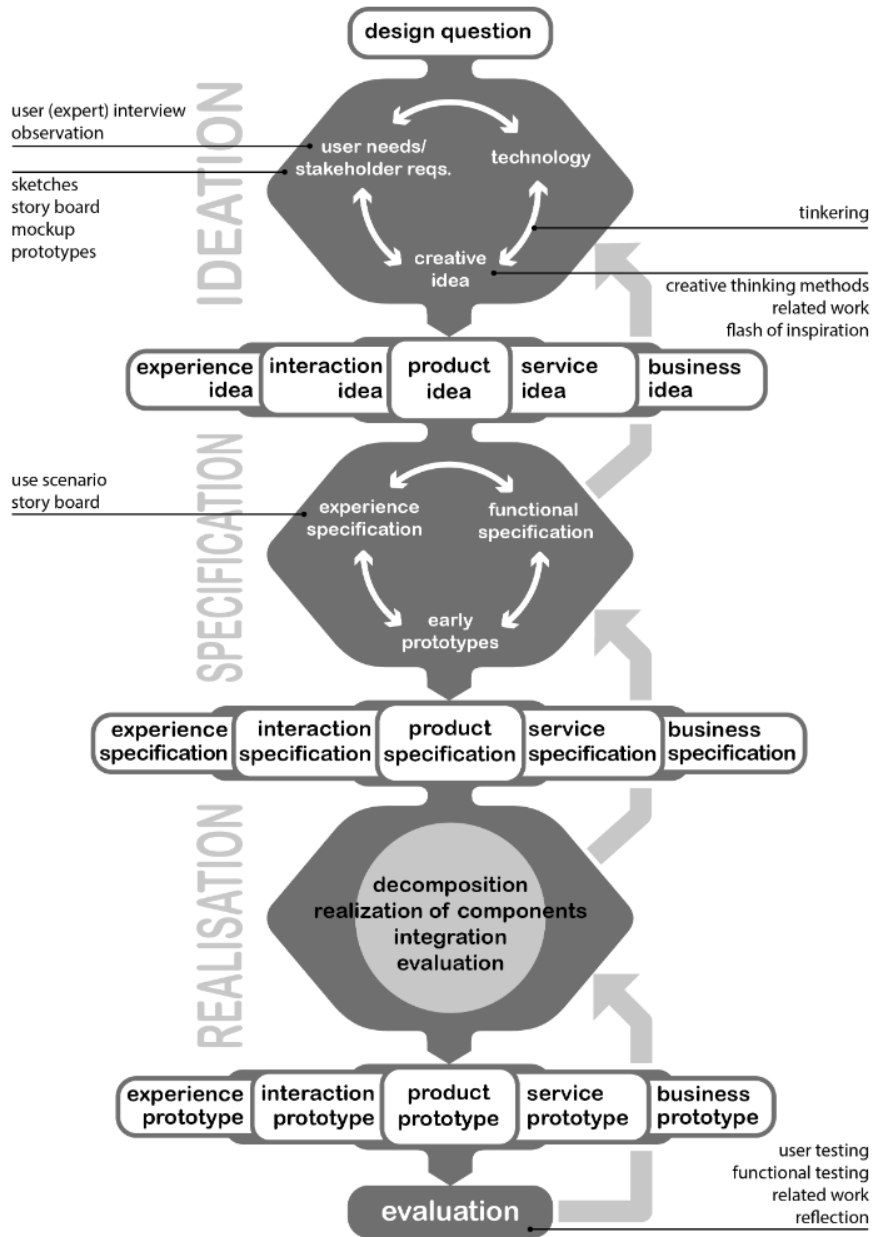 design question
IDEATION
user (expert) interview
observation
sketches
story board
mockup
prototypes
user needs/
stakeholder reqs.
technology
creative
idea
tinkering
creative thinking methods
related work
flash of inspiration
experience
idea
interaction
idea
product
idea
service
idea
business
idea
SPECIFICATION
use scenario
story board
experience
specification
functional
specification
early
prototypes
experience
specification
interaction
specification
product
specification
service
specification
business
specification
REALISATION
decomposition
realization of components
integration
evaluation
experience
prototype
interaction
prototype
product
prototype
service
prototype
business
prototype
evaluation
user testing
functional testing
related work
reflection